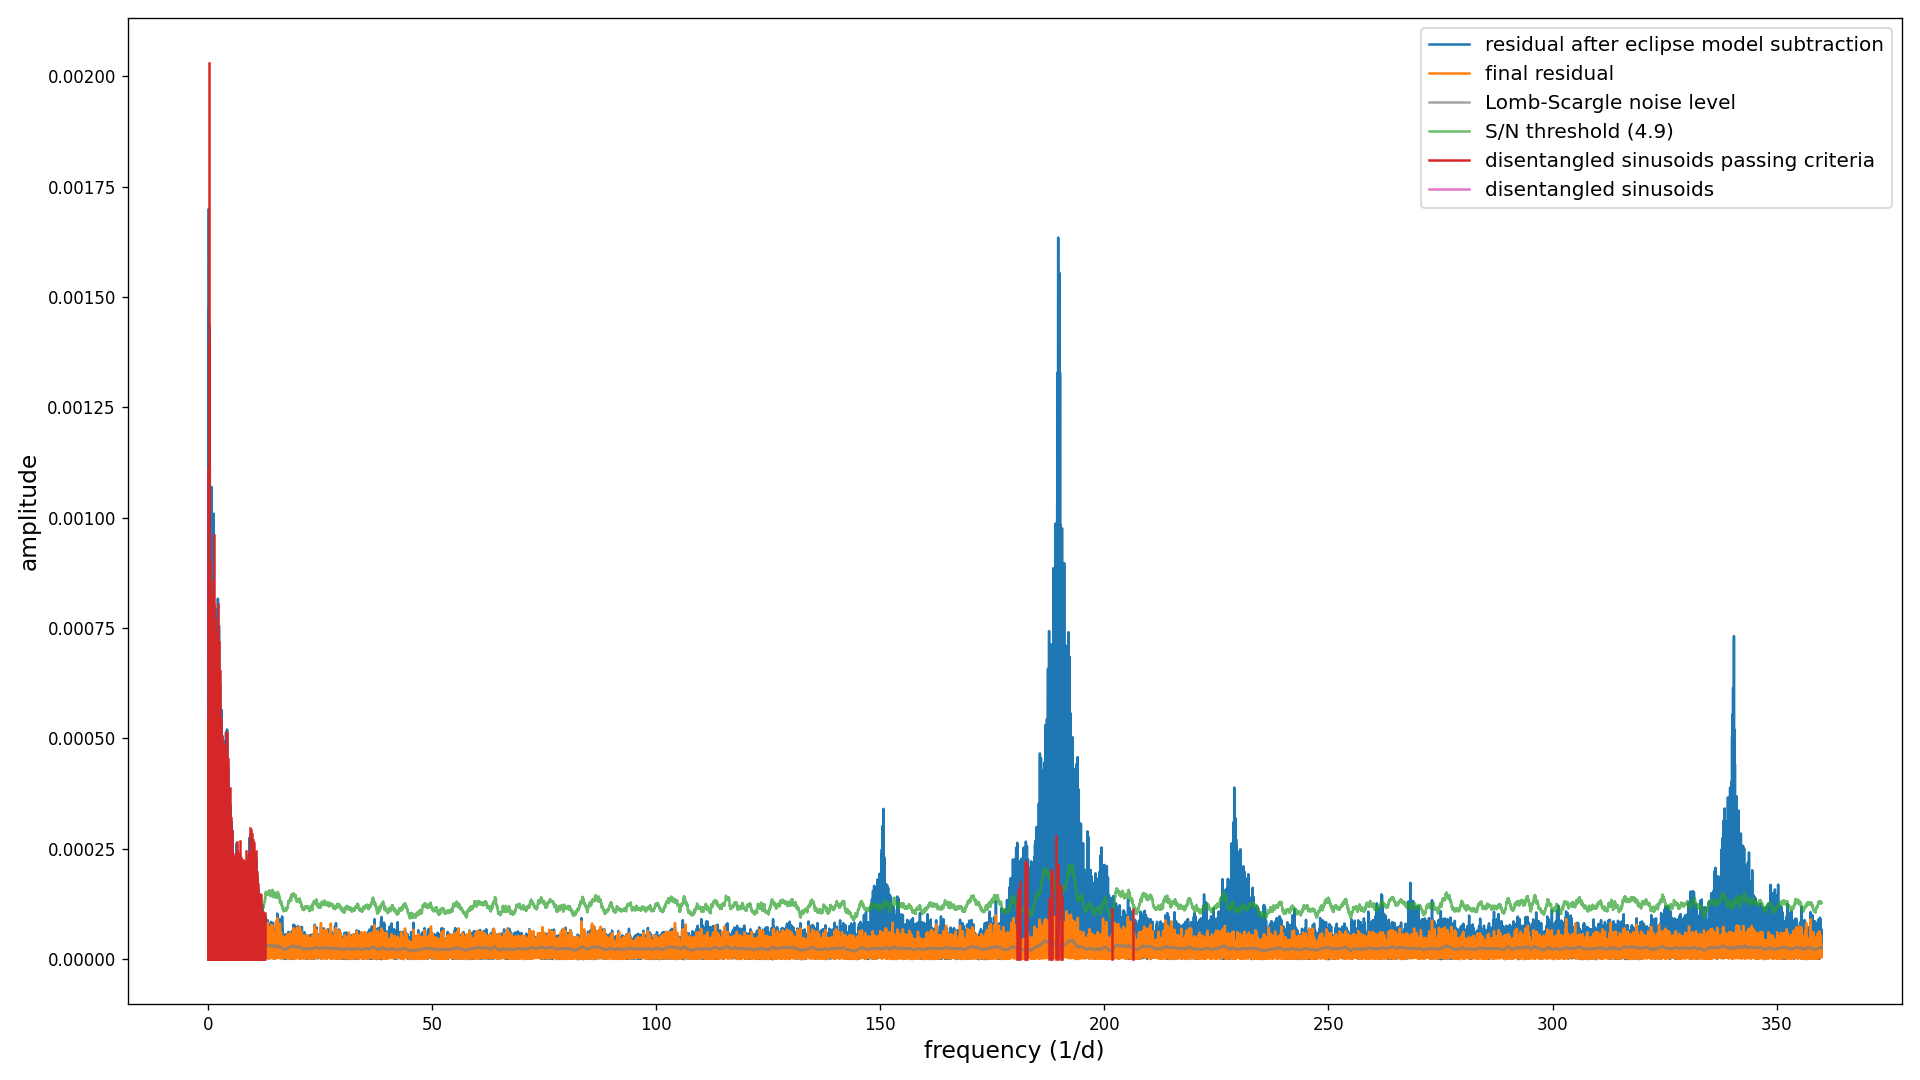 residual after eclipse model subtraction
final residual
Lomb-Scargle noise level
S/N threshold (4.9)
disentangled sinusoids passing criteria
disentangled sinusoids
0.00200
0.00175
0.00150
0.00125
0.00100
0.00075
0.00050
0.00025
0.00000
amplitude
0 50 100 150 200 250 300 350
frequency (1/d)